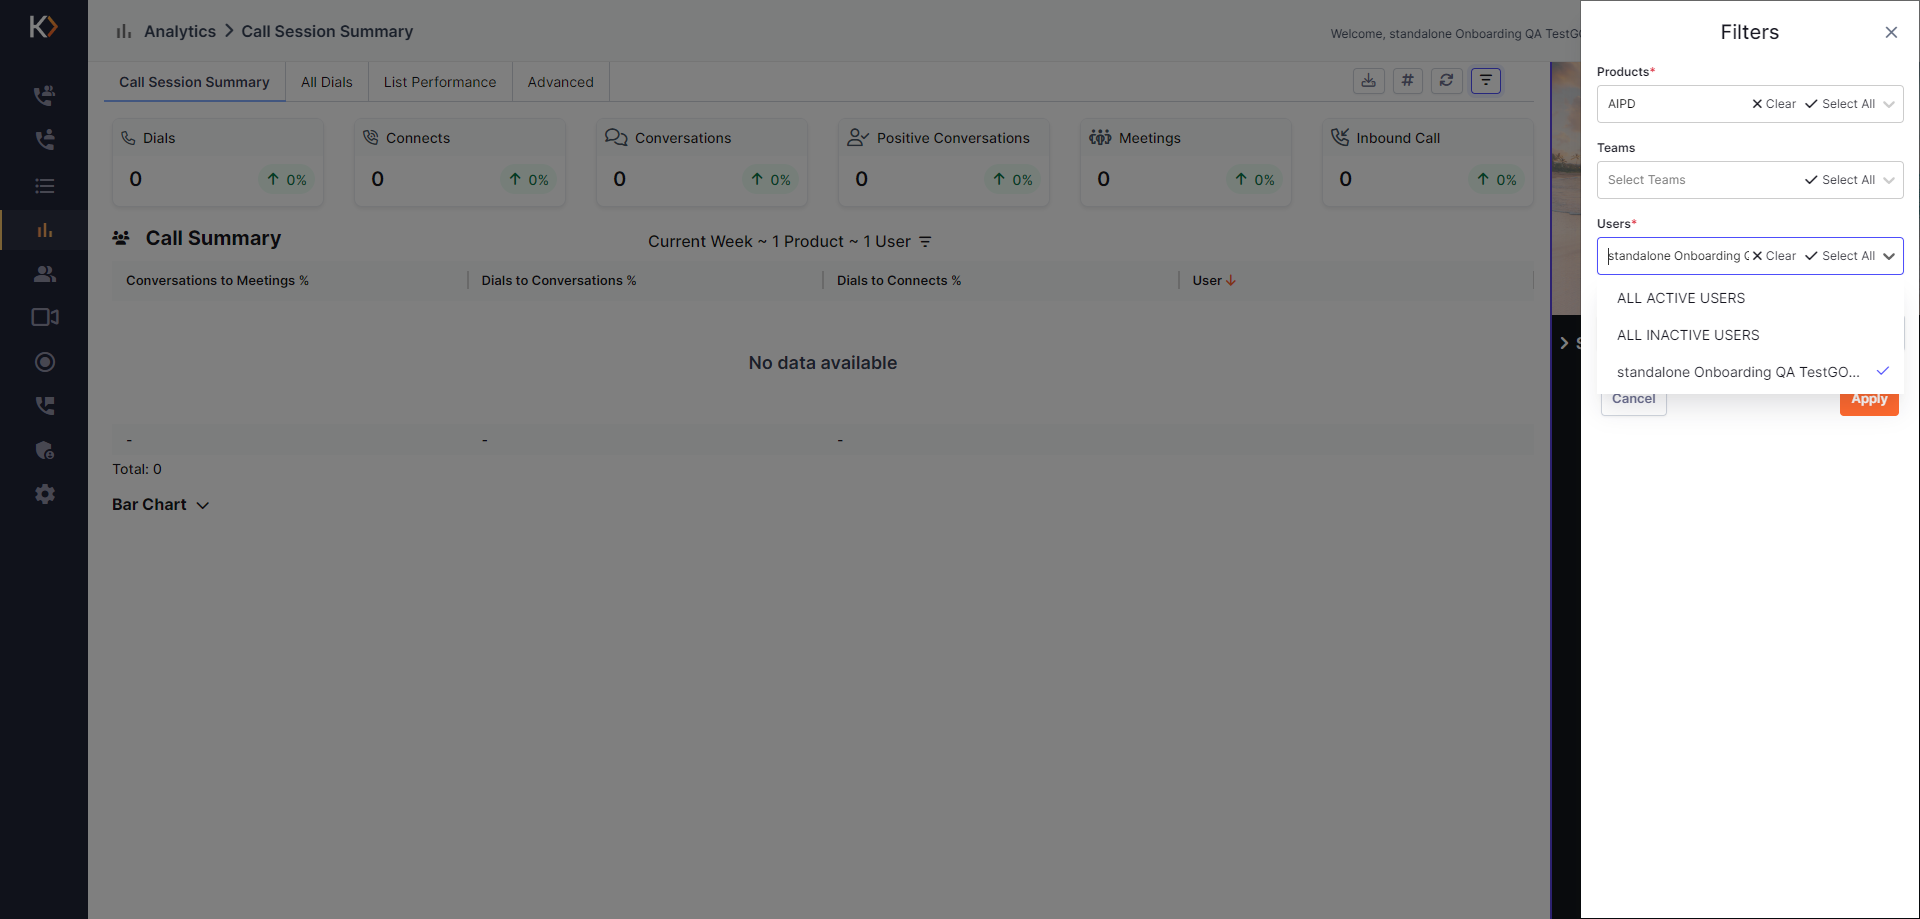 Analytics > Call Session Summary
Welcome, standalone Onboarding QA TestGO
Call Session Summary
All Dials
List Performance
Advanced
Dials
0
0%
Connects
0
0%
Conversations
0
0%
Positive Conversations
0
0%
Meetings
0
0%
Inbound Call
0
0%
Call Summary
Current Week ~ 1 Product ~ 1 User
Conversations to Meetings %
Dials to Conversations %
Dials to Connects %
User
No data available
-
-
-
Total: 0
Bar Chart
Filters
Products*
AIPD
Clear
Select All
Teams
Select Teams
Select All
Users*
standalone Onboarding
Clear
Select All
ALL ACTIVE USERS
ALL INACTIVE USERS
standalone Onboarding QA TestGO...
Cancel
Apply